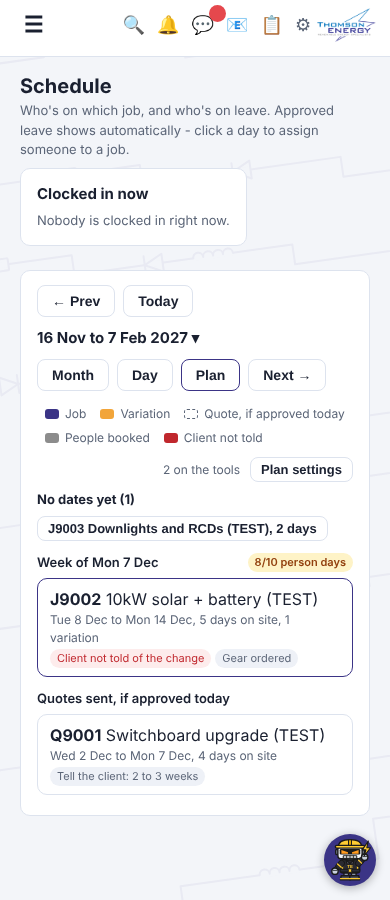 THOMSON
ENERGY
Schedule
Who's on which job, and who's on leave. Approved
leave shows automatically - click a day to assign
someone to a job.
Clocked in now
Nobody is clocked in right now.
← Prev
Today
16 Nov to 7 Feb 2027 ▾
Month
Day
Plan
Next →
Job
Variation
Quote, if approved today
People booked
Client not told
2 on the tools
Plan settings
No dates yet (1)
J9003 Downlights and RCDs (TEST), 2 days
Week of Mon 7 Dec
8/10 person days
J9002 10kW solar + battery (TEST)
Tue 8 Dec to Mon 14 Dec, 5 days on site, 1
variation
Client not told of the change
Gear ordered
Quotes sent, if approved today
Q9001 Switchboard upgrade (TEST)
Wed 2 Dec to Mon 7 Dec, 4 days on site
Tell the client: 2 to 3 weeks